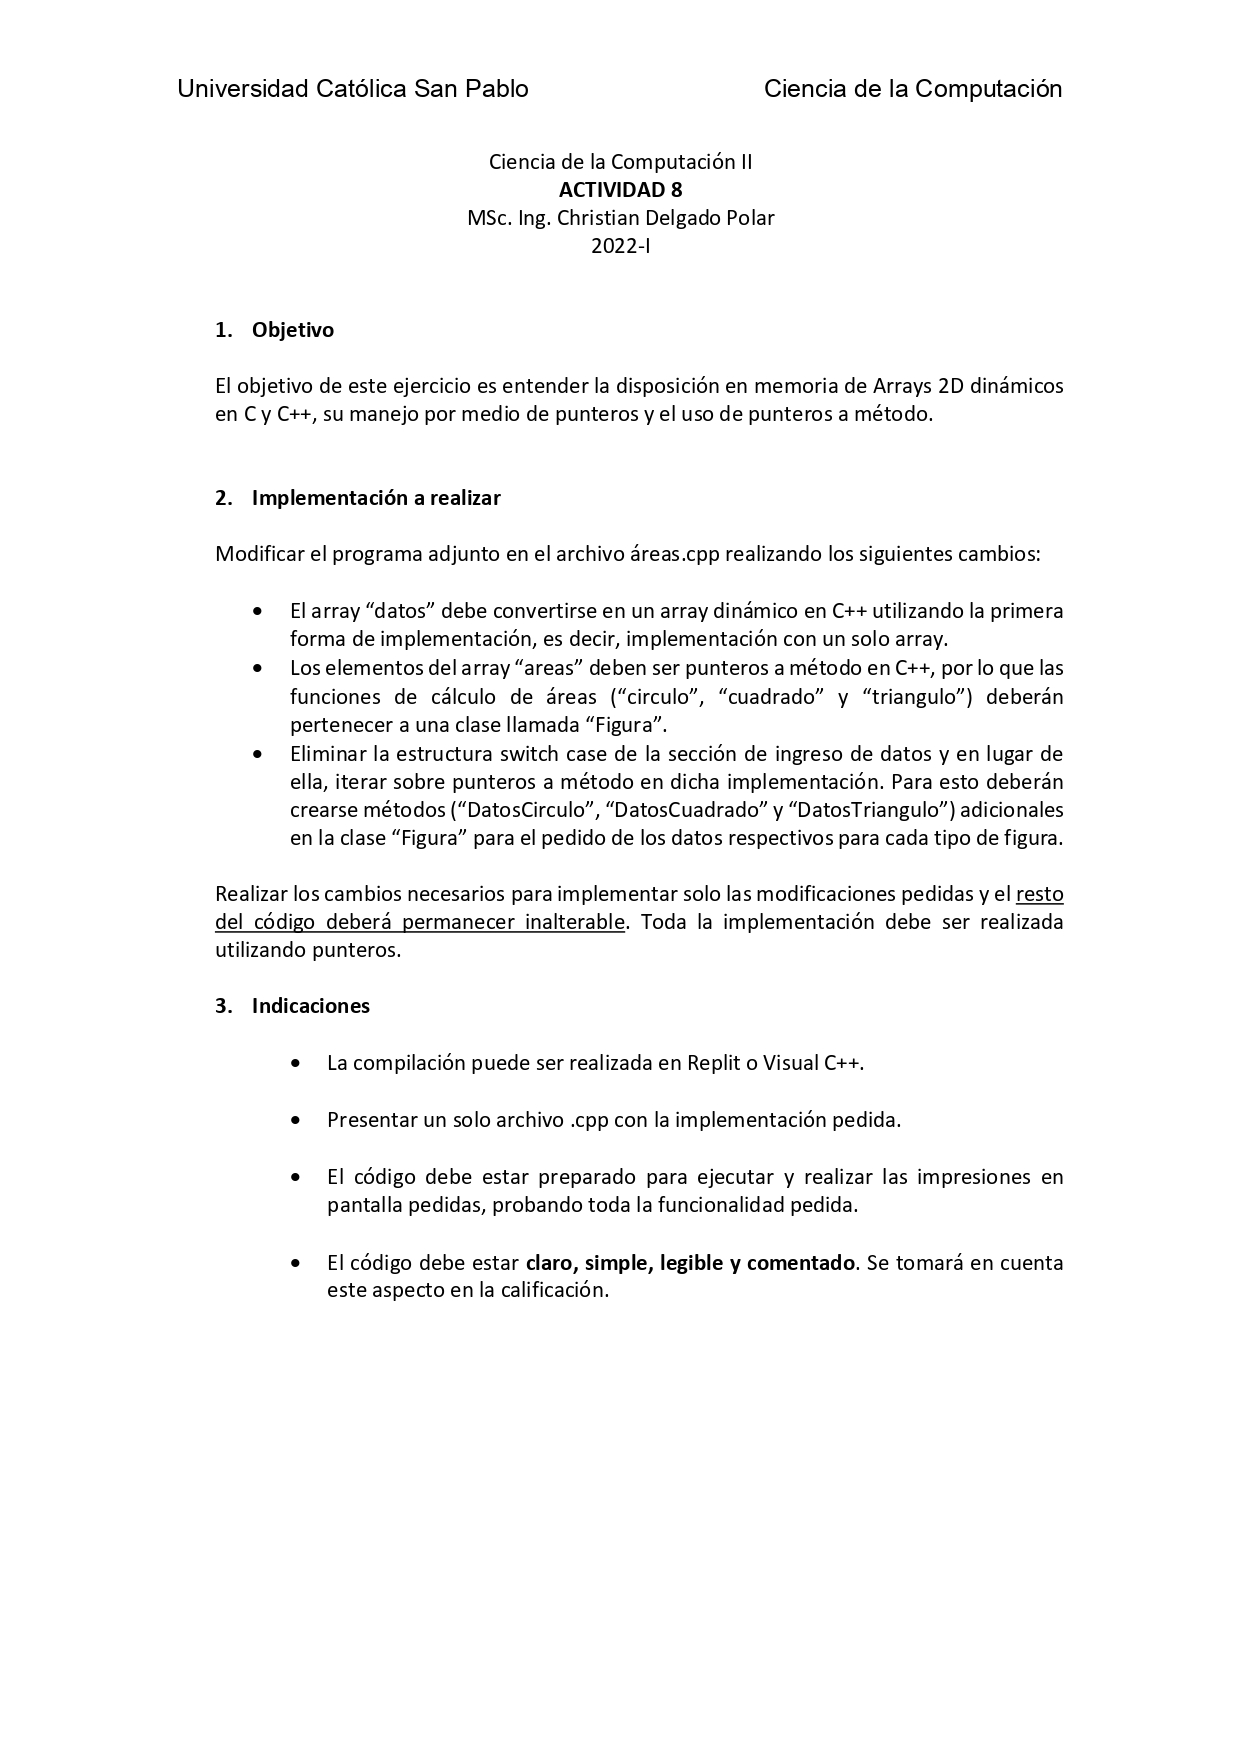 Universidad Católica San Pablo Ciencia de la Computación
Ciencia de la Computación II
ACTIVIDAD 8
MSc. Ing. Christian Delgado Polar
2022-I
1. Objetivo
El objetivo de este ejercicio es entender la disposición en memoria de Arrays 2D dinámicos
en C y C++, su manejo por medio de punteros y el uso de punteros a método.
2. Implementación a realizar
Modificar el programa adjunto en el archivo áreas.cpp realizando los siguientes cambios:
• El array “datos” debe convertirse en un array dinámico en C++ utilizando la primera
forma de implementación, es decir, implementación con un solo array.
• Los elementos del array “areas” deben ser punteros a método en C++, por lo que las
funciones de cálculo de áreas (“circulo”, “cuadrado” y “triangulo”) deberán
pertenecer a una clase llamada “Figura”.
• Eliminar la estructura switch case de la sección de ingreso de datos y en lugar de
ella, iterar sobre punteros a método en dicha implementación. Para esto deberán
crearse métodos (“DatosCirculo”, “DatosCuadrado” y “DatosTriangulo”) adicionales
en la clase “Figura” para el pedido de los datos respectivos para cada tipo de figura.
Realizar los cambios necesarios para implementar solo las modificaciones pedidas y el resto
del código deberá permanecer inalterable. Toda la implementación debe ser realizada
utilizando punteros.
3. Indicaciones
• La compilación puede ser realizada en Replit o Visual C++.
• Presentar un solo archivo .cpp con la implementación pedida.
• El código debe estar preparado para ejecutar y realizar las impresiones en
pantalla pedidas, probando toda la funcionalidad pedida.
• El código debe estar claro, simple, legible y comentado. Se tomará en cuenta
este aspecto en la calificación.